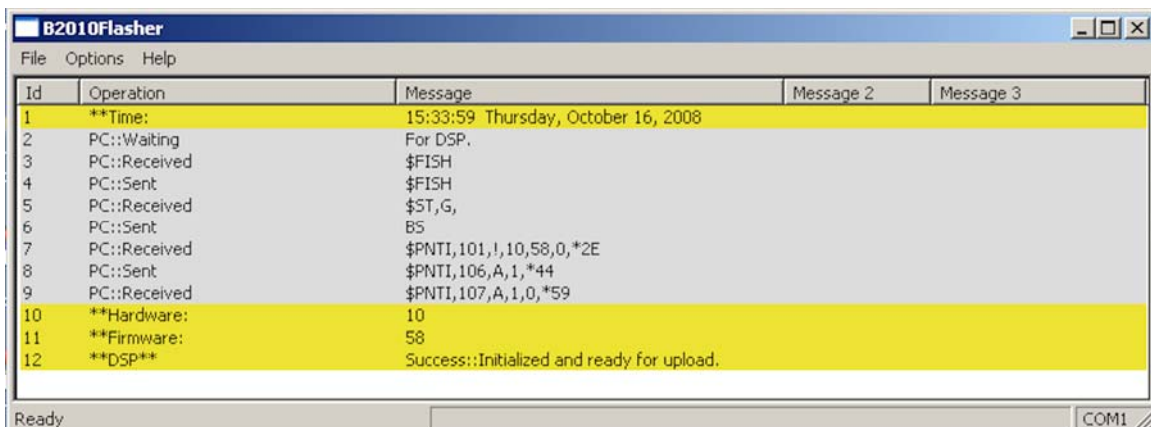 B2010Flasher
File Options Help
Id Operation Message Message 2 Message 3
1 **Time: 15:33:59 Thursday, October 16, 2008
2 PC::Waiting For DSP.
3 PC::Received $FISH
4 PC::Sent $FISH
5 PC::Received $ST,G,
6 PC::Sent BS
7 PC::Received $PNTI,101,!,10,58,0,*2E
8 PC::Sent $PNTI,106,A,1,*44
9 PC::Received $PNTI,107,A,1,0,*59
10 **Hardware: 10
11 **Firmware: 58
12 **DSP** Success::Initialized and ready for upload.
Ready COM1